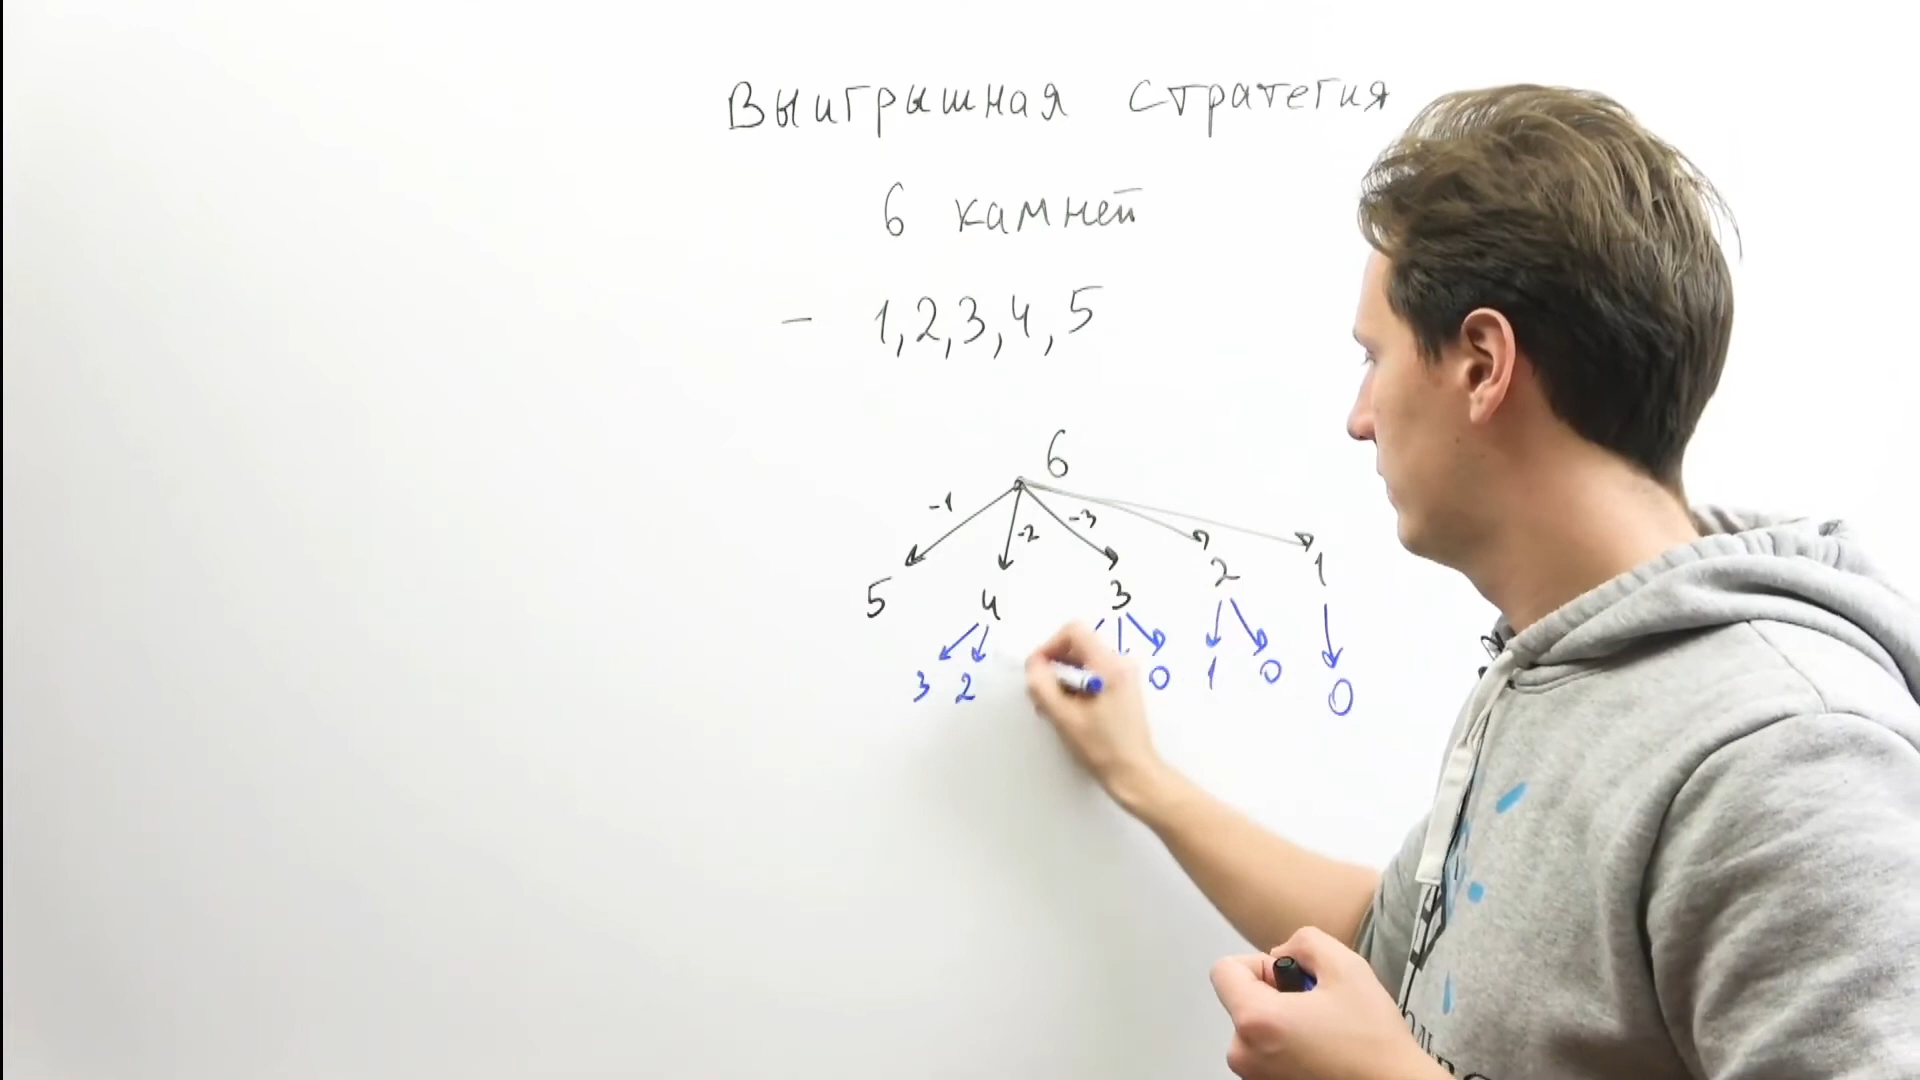 Выигрышная стратегия
6 камней
- 1,2,3,4,5
6
-1 -2 -3
5 4 3 2 1
3 2 0 1 0 0